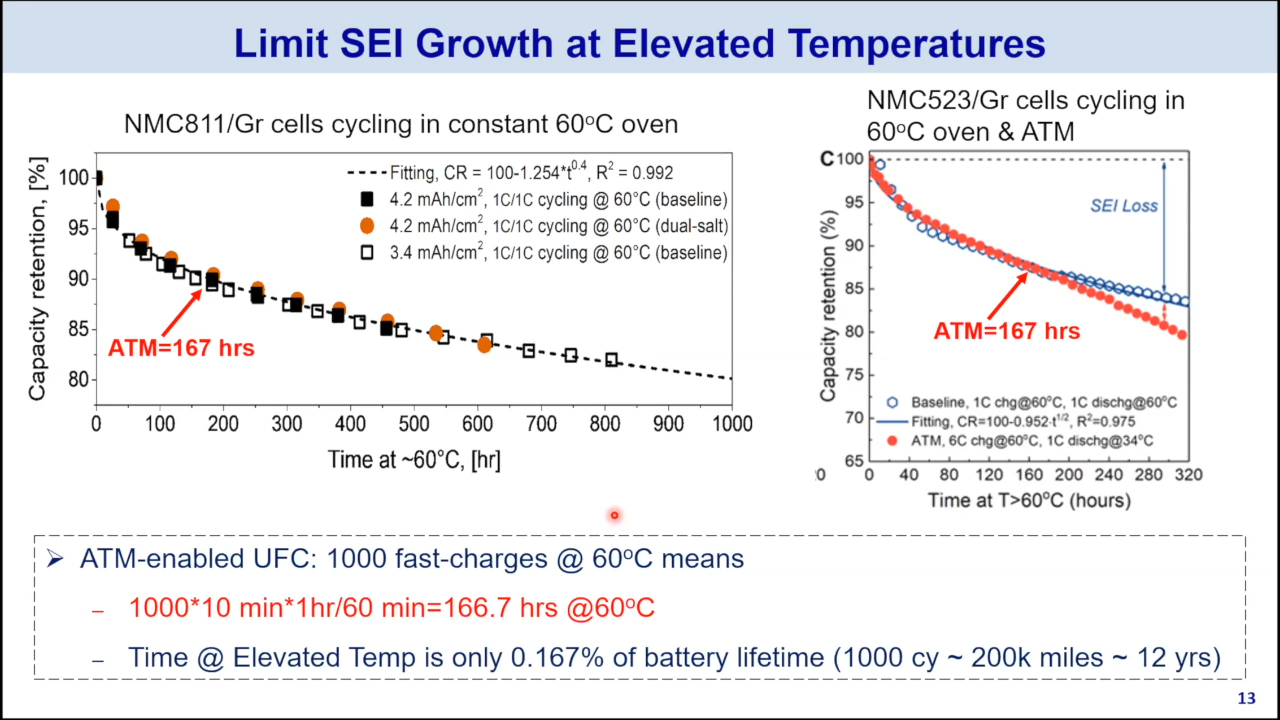 Limit SEI Growth at Elevated Temperatures
NMC811/Gr cells cycling in constant 60°C oven
Capacity retention, [%]
100
95
90
85
80
Fitting, CR = 100-1.254*t^0.4, R² = 0.992
4.2 mAh/cm², 1C/1C cycling @ 60°C (baseline)
4.2 mAh/cm², 1C/1C cycling @ 60°C (dual-salt)
3.4 mAh/cm², 1C/1C cycling @ 60°C (baseline)
ATM=167 hrs
0 100 200 300 400 500 600 700 800 900 1000
Time at ~60°C, [hr]
NMC523/Gr cells cycling in
60°C oven & ATM
C
Capacity retention (%)
100
95
90
85
80
75
70
65
SEI Loss
ATM=167 hrs
Baseline, 1C chg@60°C, 1C dischg@60°C
Fitting, CR=100-0.952·t^1/2, R²=0.975
ATM, 6C chg@60°C, 1C dischg@34°C
0 40 80 120 160 200 240 280 320
Time at T>60°C (hours)
➢ ATM-enabled UFC: 1000 fast-charges @ 60°C means
– 1000*10 min*1hr/60 min=166.7 hrs @60°C
– Time @ Elevated Temp is only 0.167% of battery lifetime (1000 cy ~ 200k miles ~ 12 yrs)
13